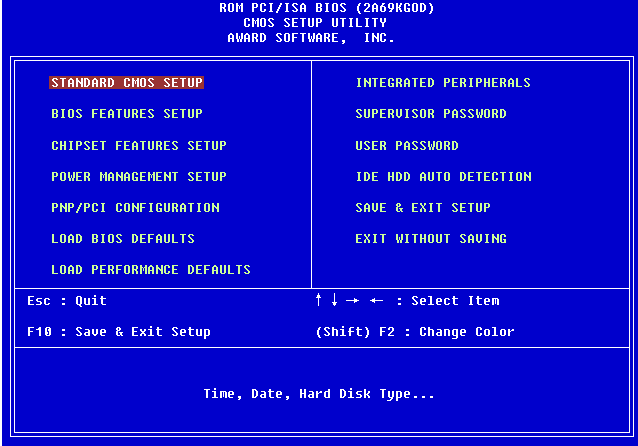 ROM PCI/ISA BIOS (2A69KGOD)
CMOS SETUP UTILITY
AWARD SOFTWARE, INC.
STANDARD CMOS SETUP
BIOS FEATURES SETUP
CHIPSET FEATURES SETUP
POWER MANAGEMENT SETUP
PNP/PCI CONFIGURATION
LOAD BIOS DEFAULTS
LOAD PERFORMANCE DEFAULTS
INTEGRATED PERIPHERALS
SUPERVISOR PASSWORD
USER PASSWORD
IDE HDD AUTO DETECTION
SAVE & EXIT SETUP
EXIT WITHOUT SAVING
Esc : Quit
↑ ↓ → ← : Select Item
F10 : Save & Exit Setup
(Shift) F2 : Change Color
Time, Date, Hard Disk Type...